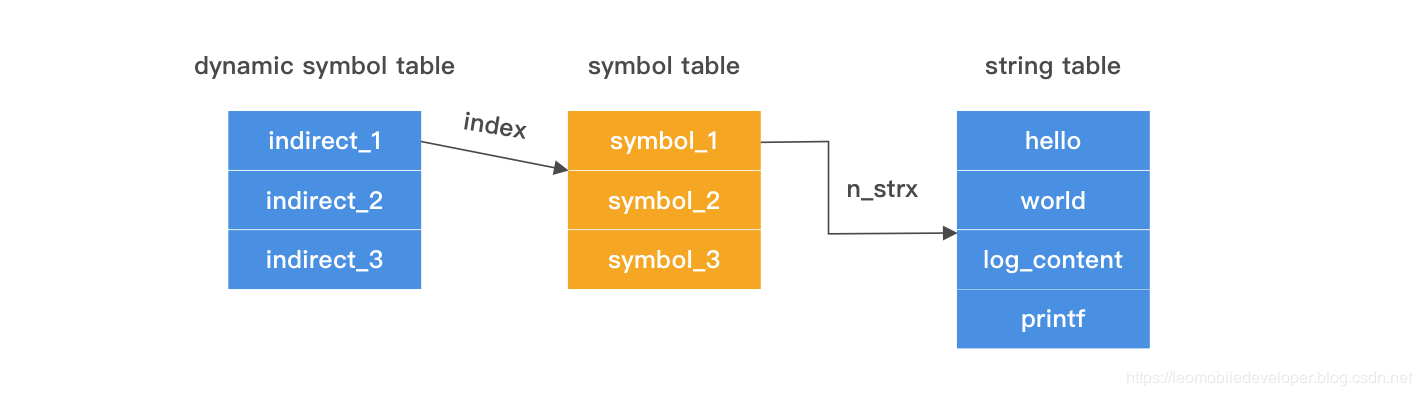 dynamic symbol table
symbol table
string table
indirect_1
indirect_2
indirect_3
index
symbol_1
symbol_2
symbol_3
n_strx
hello
world
log_content
printf
https://leomobiledeveloper.blog.csdn.net